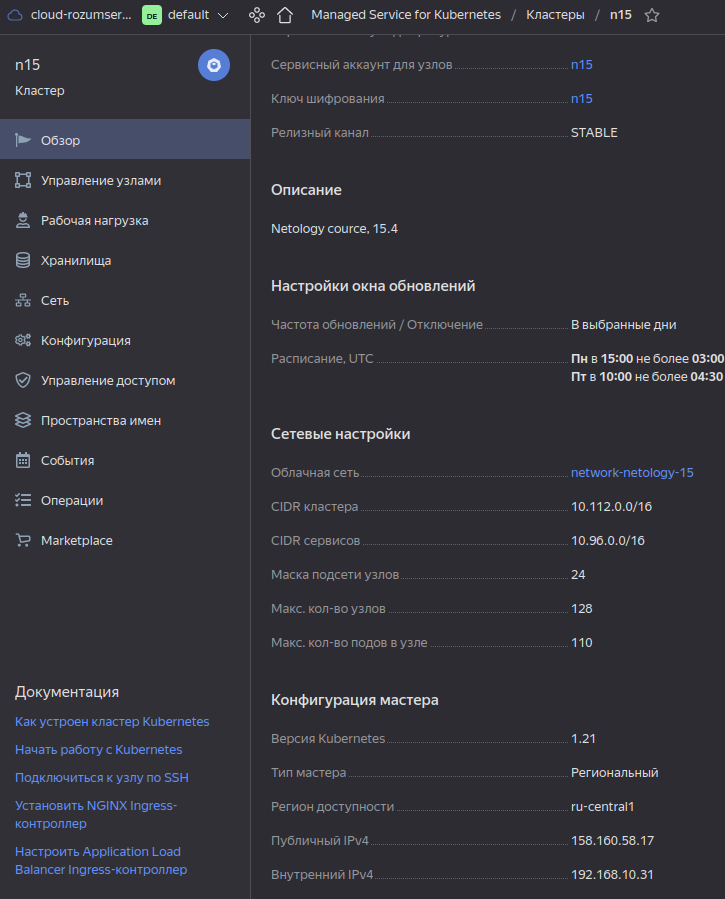 cloud-rozumser... DE default Managed Service for Kubernetes / Кластеры / n15
n15
Кластер
Обзор
Управление узлами
Рабочая нагрузка
Хранилища
Сеть
Конфигурация
Управление доступом
Пространства имен
События
Операции
Marketplace
Документация
Как устроен кластер Kubernetes
Начать работу с Kubernetes
Подключиться к узлу по SSH
Установить NGINX Ingress-
контроллер
Настроить Application Load
Balancer Ingress-контроллер
Сервисный аккаунт для узлов n15
Ключ шифрования n15
Релизный канал STABLE
Описание
Netology cource, 15.4
Настройки окна обновлений
Частота обновлений / Отключение В выбранные дни
Расписание, UTC Пн в 15:00 не более 03:00
Пт в 10:00 не более 04:30
Сетевые настройки
Облачная сеть network-netology-15
CIDR кластера 10.112.0.0/16
CIDR сервисов 10.96.0.0/16
Маска подсети узлов 24
Макс. кол-во узлов 128
Макс. кол-во подов в узле 110
Конфигурация мастера
Версия Kubernetes 1.21
Тип мастера Региональный
Регион доступности ru-central1
Публичный IPv4 158.160.58.17
Внутренний IPv4 192.168.10.31